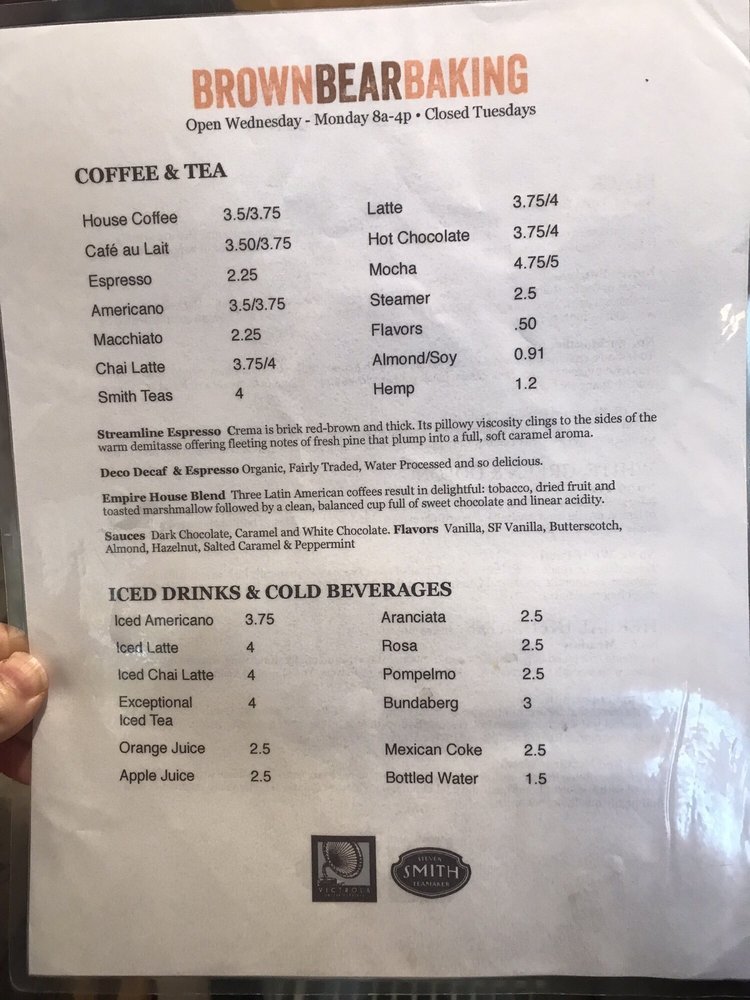 BROWNBEARBAKING
Open Wednesday - Monday 8a-4p • Closed Tuesdays
COFFEE & TEA
House Coffee 3.5/3.75
Café au Lait 3.50/3.75
Espresso 2.25
Americano 3.5/3.75
Macchiato 2.25
Chai Latte 3.75/4
Smith Teas 4
Latte 3.75/4
Hot Chocolate 3.75/4
Mocha 4.75/5
Steamer 2.5
Flavors .50
Almond/Soy 0.91
Hemp 1.2
Streamline Espresso Crema is brick red-brown and thick. Its pillowy viscosity clings to the sides of the
warm demitasse offering fleeting notes of fresh pine that plump into a full, soft caramel aroma.
Deco Decaf & Espresso Organic, Fairly Traded, Water Processed and so delicious.
Empire House Blend Three Latin American coffees result in delightful: tobacco, dried fruit and
toasted marshmallow followed by a clean, balanced cup full of sweet chocolate and linear acidity.
Sauces Dark Chocolate, Caramel and White Chocolate. Flavors Vanilla, SF Vanilla, Butterscotch,
Almond, Hazelnut, Salted Caramel & Peppermint
ICED DRINKS & COLD BEVERAGES
Iced Americano 3.75
Iced Latte 4
Iced Chai Latte 4
Exceptional 4
Iced Tea
Orange Juice 2.5
Apple Juice 2.5
Aranciata 2.5
Rosa 2.5
Pompelmo 2.5
Bundaberg 3
Mexican Coke 2.5
Bottled Water 1.5
VICTROLA
STEVEN
SMITH
TEAMAKER